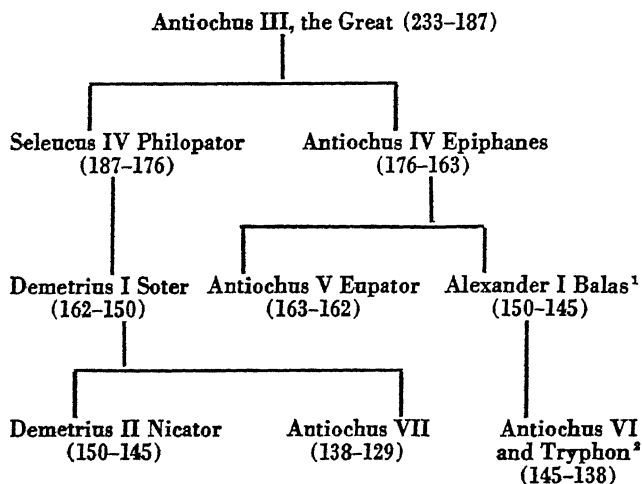 Antiochus III, the Great (233–187)
Seleucus IV Philopator Antiochus IV Epiphanes
(187–176) (176–163)
Demetrius I Soter Antiochus V Eupator Alexander I Balas¹
(162–150) (163–162) (150–145)
Demetrius II Nicator Antiochus VII Antiochus VI
(150–145) (138–129) and Tryphon²
(145–138)